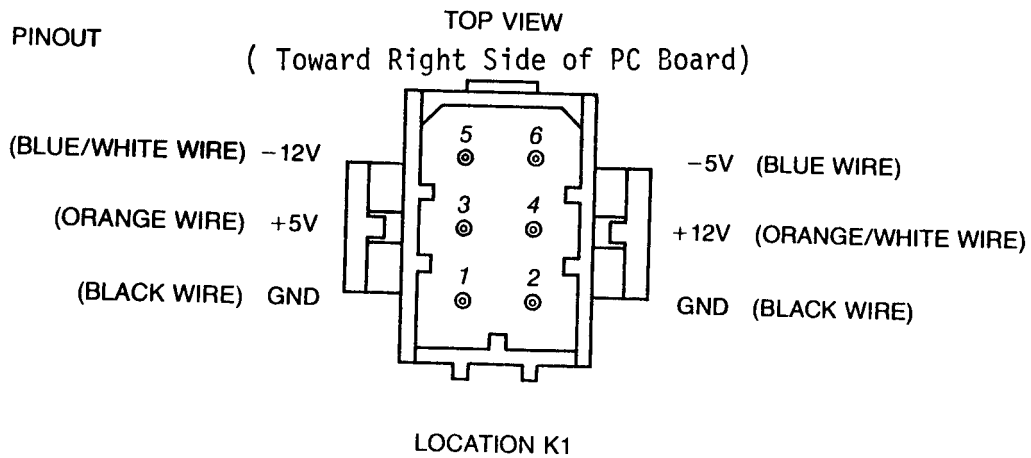 PINOUT
TOP VIEW
( Toward Right Side of PC Board)
5 6
(BLUE/WHITE WIRE) −12V
−5V (BLUE WIRE)
3 4
(ORANGE WIRE) +5V
+12V (ORANGE/WHITE WIRE)
1 2
(BLACK WIRE) GND
GND (BLACK WIRE)
LOCATION K1